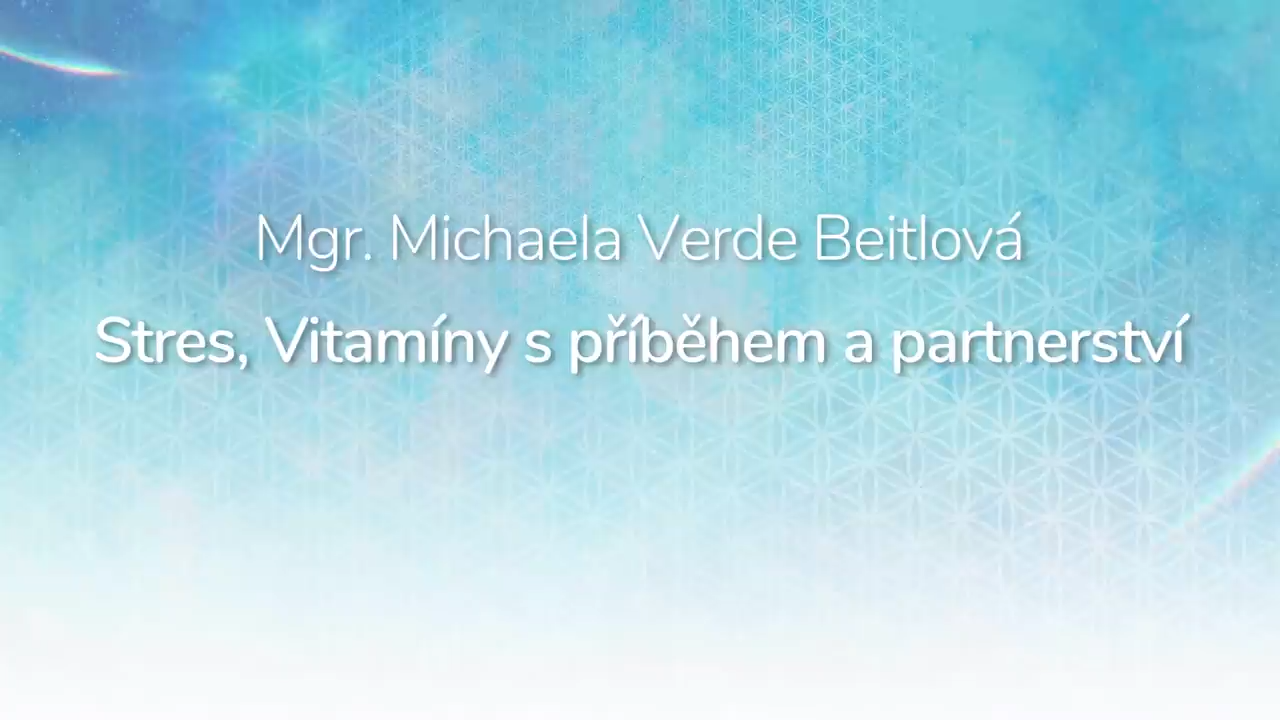 Mgr. Michaela Verde Beitlová
Stres, Vitamíny s příběhem a partnerství